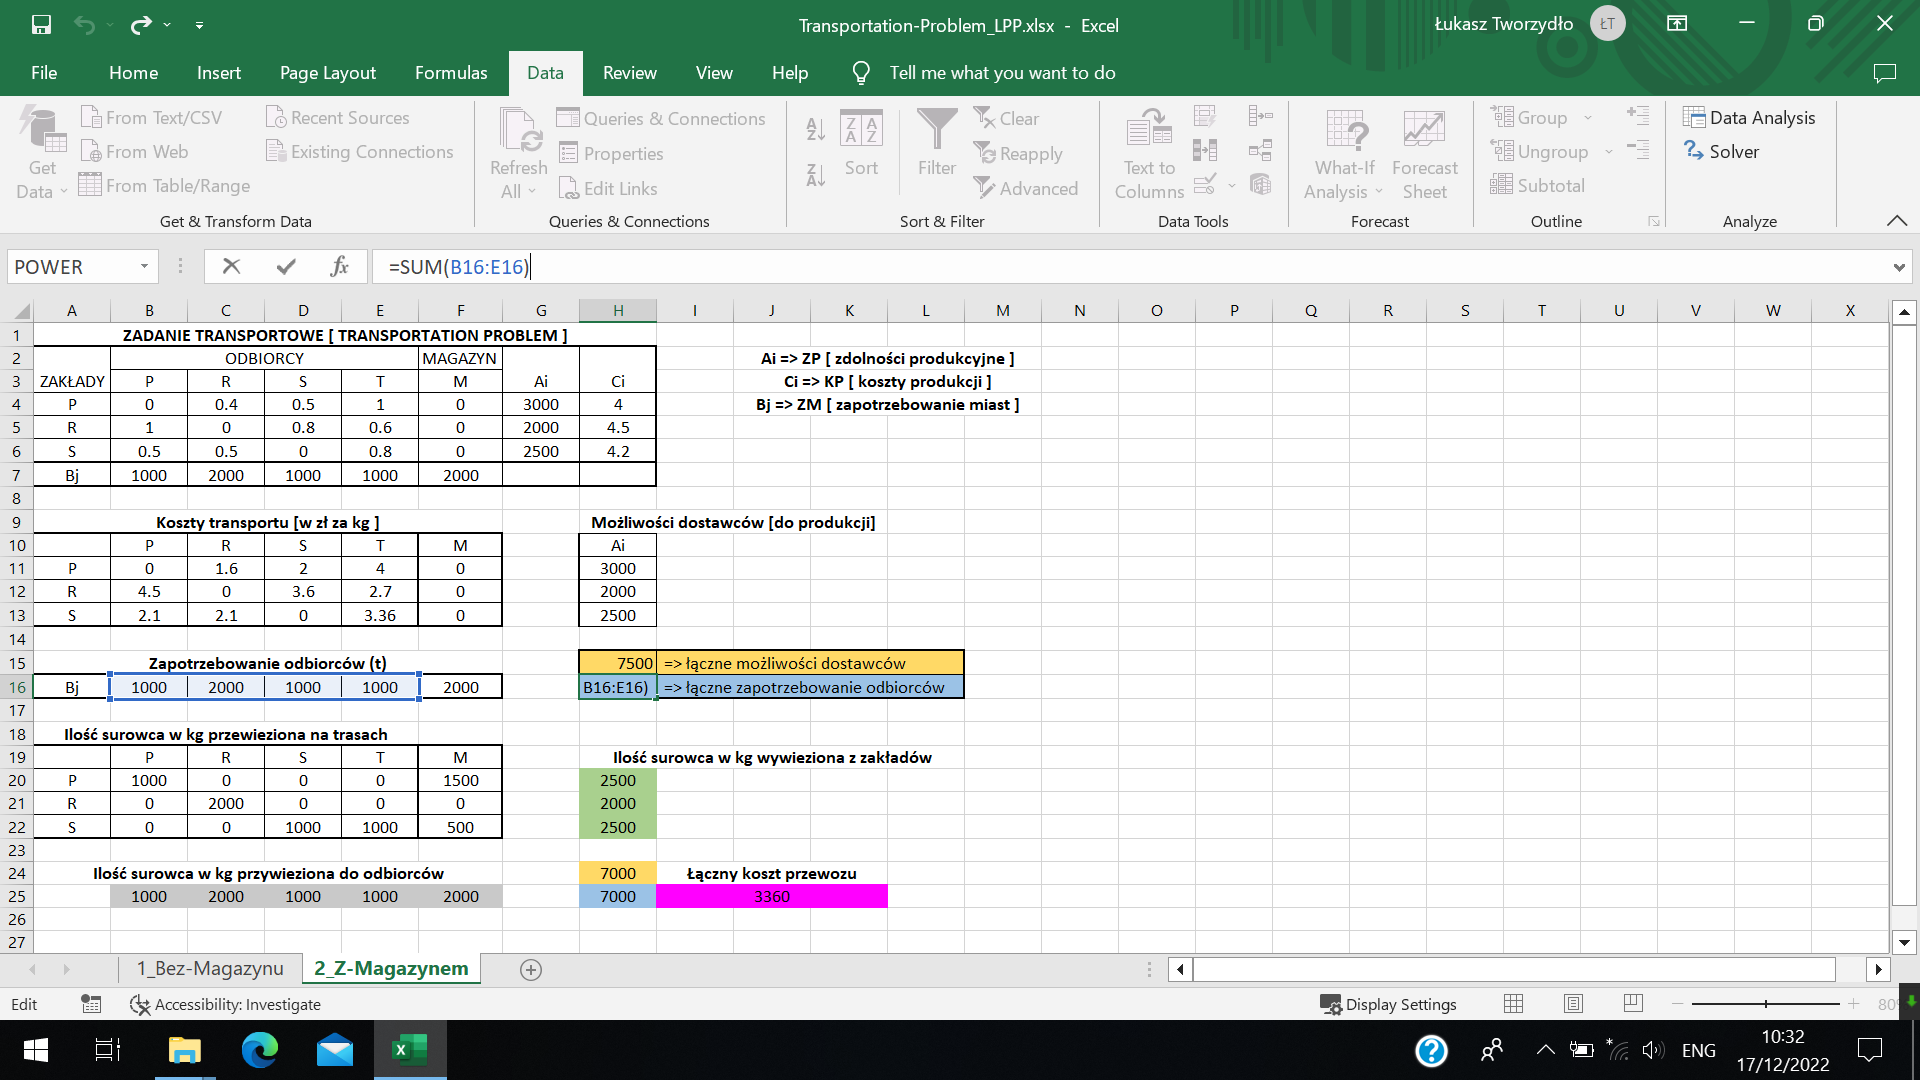 Transportation-Problem_LPP.xlsx - Excel
Łukasz Tworzydło ŁT
File Home Insert Page Layout Formulas Data Review View Help Tell me what you want to do
Get Data
From Text/CSV
From Web
From Table/Range
Recent Sources
Existing Connections
Get & Transform Data
Refresh All
Queries & Connections
Properties
Edit Links
Queries & Connections
Sort
Filter
Clear
Reapply
Advanced
Sort & Filter
Text to Columns
Data Tools
What-If Analysis
Forecast Sheet
Forecast
Group
Ungroup
Subtotal
Outline
Data Analysis
Solver
Analyze
POWER fx =SUM(B16:E16)
A B C D E F G H I J K L M N O P Q R S T U V W X
1 ZADANIE TRANSPORTOWE [ TRANSPORTATION PROBLEM ]
2 ODBIORCY MAGAZYN Ai => ZP [ zdolności produkcyjne ]
3 ZAKŁADY P R S T M Ai Ci Ci => KP [ koszty produkcji ]
4 P 0 0.4 0.5 1 0 3000 4 Bj => ZM [ zapotrzebowanie miast ]
5 R 1 0 0.8 0.6 0 2000 4.5
6 S 0.5 0.5 0 0.8 0 2500 4.2
7 Bj 1000 2000 1000 1000 2000
8
9 Koszty transportu [w zł za kg ] Możliwości dostawców [do produkcji]
10 P R S T M Ai
11 P 0 1.6 2 4 0 3000
12 R 4.5 0 3.6 2.7 0 2000
13 S 2.1 2.1 0 3.36 0 2500
14
15 Zapotrzebowanie odbiorców (t) 7500 => łączne możliwości dostawców
16 Bj 1000 2000 1000 1000 2000 B16:E16) => łączne zapotrzebowanie odbiorców
17
18 Ilość surowca w kg przewieziona na trasach
19 P R S T M Ilość surowca w kg wywieziona z zakładów
20 P 1000 0 0 0 1500 2500
21 R 0 2000 0 0 0 2000
22 S 0 0 1000 1000 500 2500
23
24 Ilość surowca w kg przywieziona do odbiorców 7000 Łączny koszt przewozu
25 1000 2000 1000 1000 2000 7000 3360
26
27
1_Bez-Magazynu 2_Z-Magazynem
Edit Accessibility: Investigate Display Settings
ENG 10:32
17/12/2022